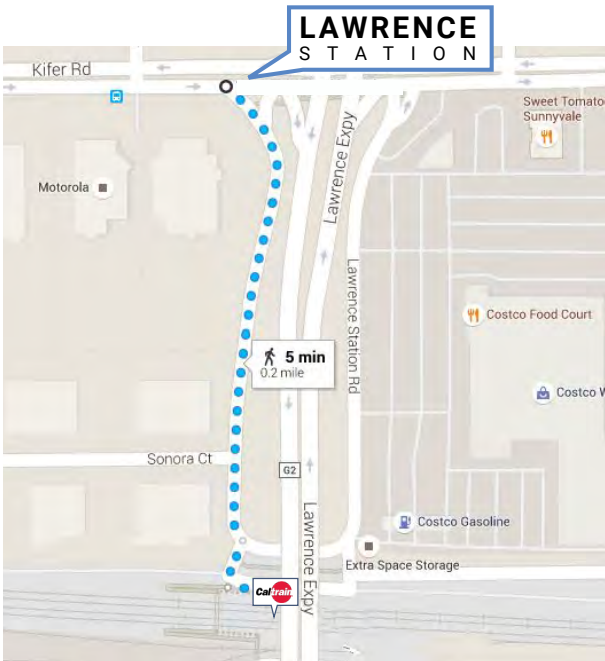 LAWRENCE
STATION
Kifer Rd
Sweet Tomato
Sunnyvale
Lawrence Expy
Motorola
Lawrence Station Rd
Costco Food Court
5 min
0.2 mile
Costco W
Sonora Ct
G2
Lawrence Expy
Costco Gasoline
Extra Space Storage
Caltrain